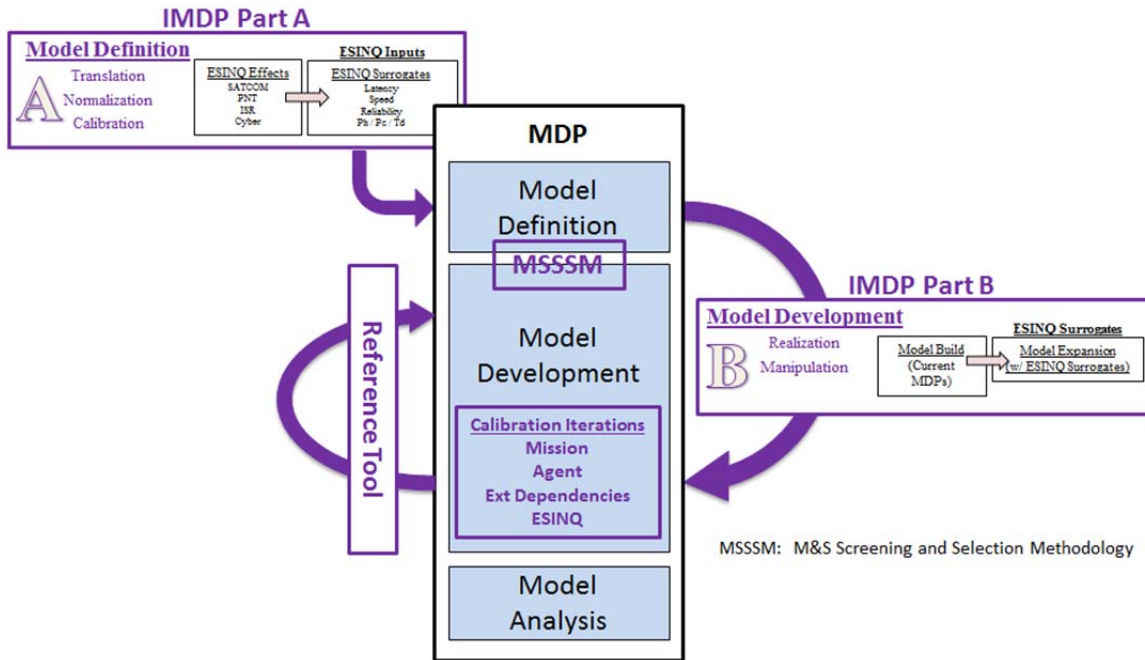 IMDP Part A
Model Definition
A
Translation
Normalization
Calibration
ESINQ Effects
SATCOM
PNT
ISR
Cyber
ESINQ Inputs
ESINQ Surrogates
Latency
Speed
Reliability
Ph / Pc / Td
MDP
Model
Definition
MSSSM
Model
Development
Calibration Iterations
Mission
Agent
Ext Dependencies
ESINQ
Model
Analysis
Reference Tool
IMDP Part B
Model Development
B
Realization
Manipulation
Model Build
(Current
MDPs)
ESINQ Surrogates
Model Expansion
(w/ ESINQ Surrogates)
MSSSM: M&S Screening and Selection Methodology